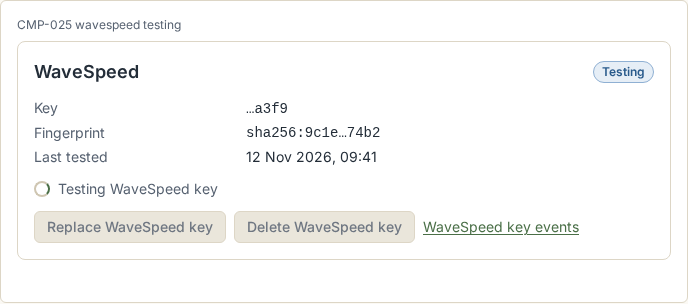 CMP-025 wavespeed testing
WaveSpeed Testing
Key …a3f9
Fingerprint sha256:9c1e…74b2
Last tested 12 Nov 2026, 09:41
Testing WaveSpeed key
Replace WaveSpeed key Delete WaveSpeed key WaveSpeed key events